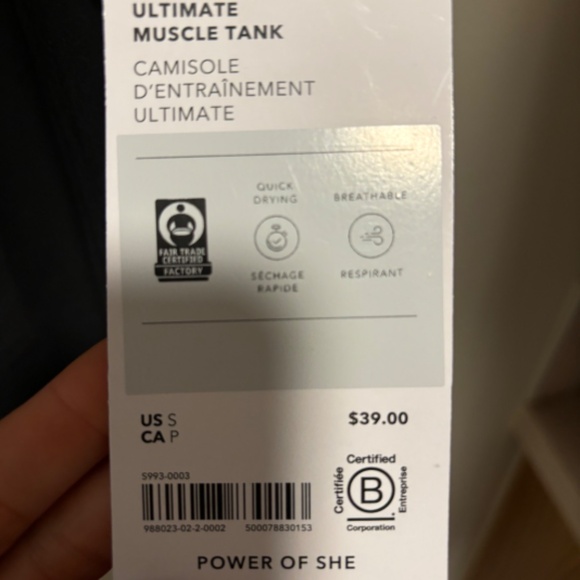 ULTIMATE
MUSCLE TANK
CAMISOLE
D'ENTRAÎNEMENT
ULTIMATE
FAIR TRADE
CERTIFIED
FACTORY
QUICK
DRYING
SÉCHAGE
RAPIDE
BREATHABLE
RESPIRANT
US S
CA P
$39.00
5993-0003
988023-02-2-0002 500078830153
Certified
Certifiée
B
Entreprise
Corporation
POWER OF SHE